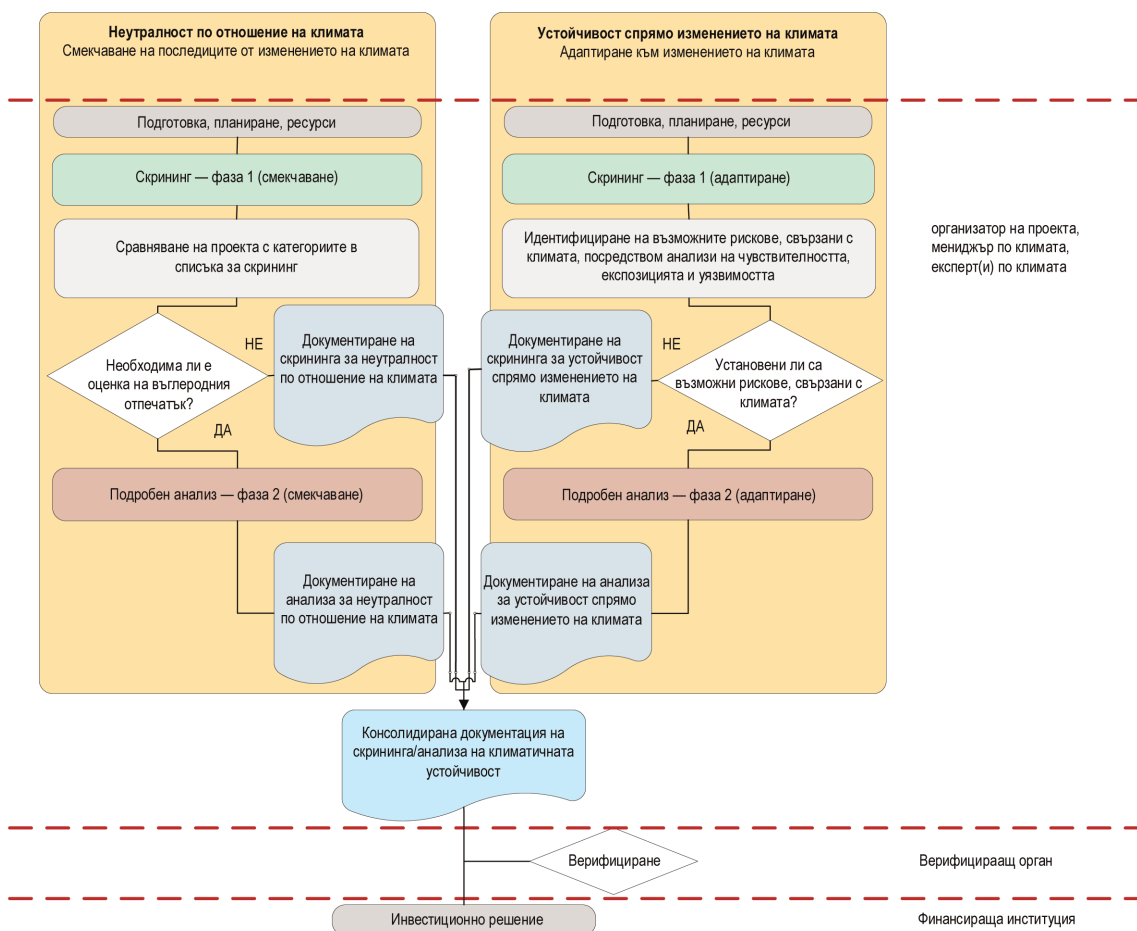 Неутралност по отношение на климата
Смекчаване на последиците от изменението на климата
Подготовка, планиране, ресурси
Скрининг — фаза 1 (смекчаване)
Сравняване на проекта с категориите в
списъка за скрининг
Необходима ли е
оценка на въглеродния
отпечатък?
НЕ
ДА
Документиране на
скрининга за неутралност
по отношение на климата
Подробен анализ — фаза 2 (смекчаване)
Документиране на
анализа за неутралност
по отношение на климата
Устойчивост спрямо изменението на климата
Адаптиране към изменението на климата
Подготовка, планиране, ресурси
Скрининг — фаза 1 (адаптиране)
Идентифициране на възможните рискове, свързани с
климата, посредством анализи на чувствителността,
експозицията и уязвимостта
Установени ли са
възможни рискове, свързани с
климата?
НЕ
ДА
Документиране на
скрининга за устойчивост
спрямо изменението на
климата
Подробен анализ — фаза 2 (адаптиране)
Документиране на анализа
за устойчивост спрямо
изменението на климата
организатор на проекта,
мениджър по климата,
експерт(и) по климата
Консолидирана документация на
скрининга/анализа на климатичната
устойчивост
Верифициране
Верифициращ орган
Инвестиционно решение
Финансираща институция